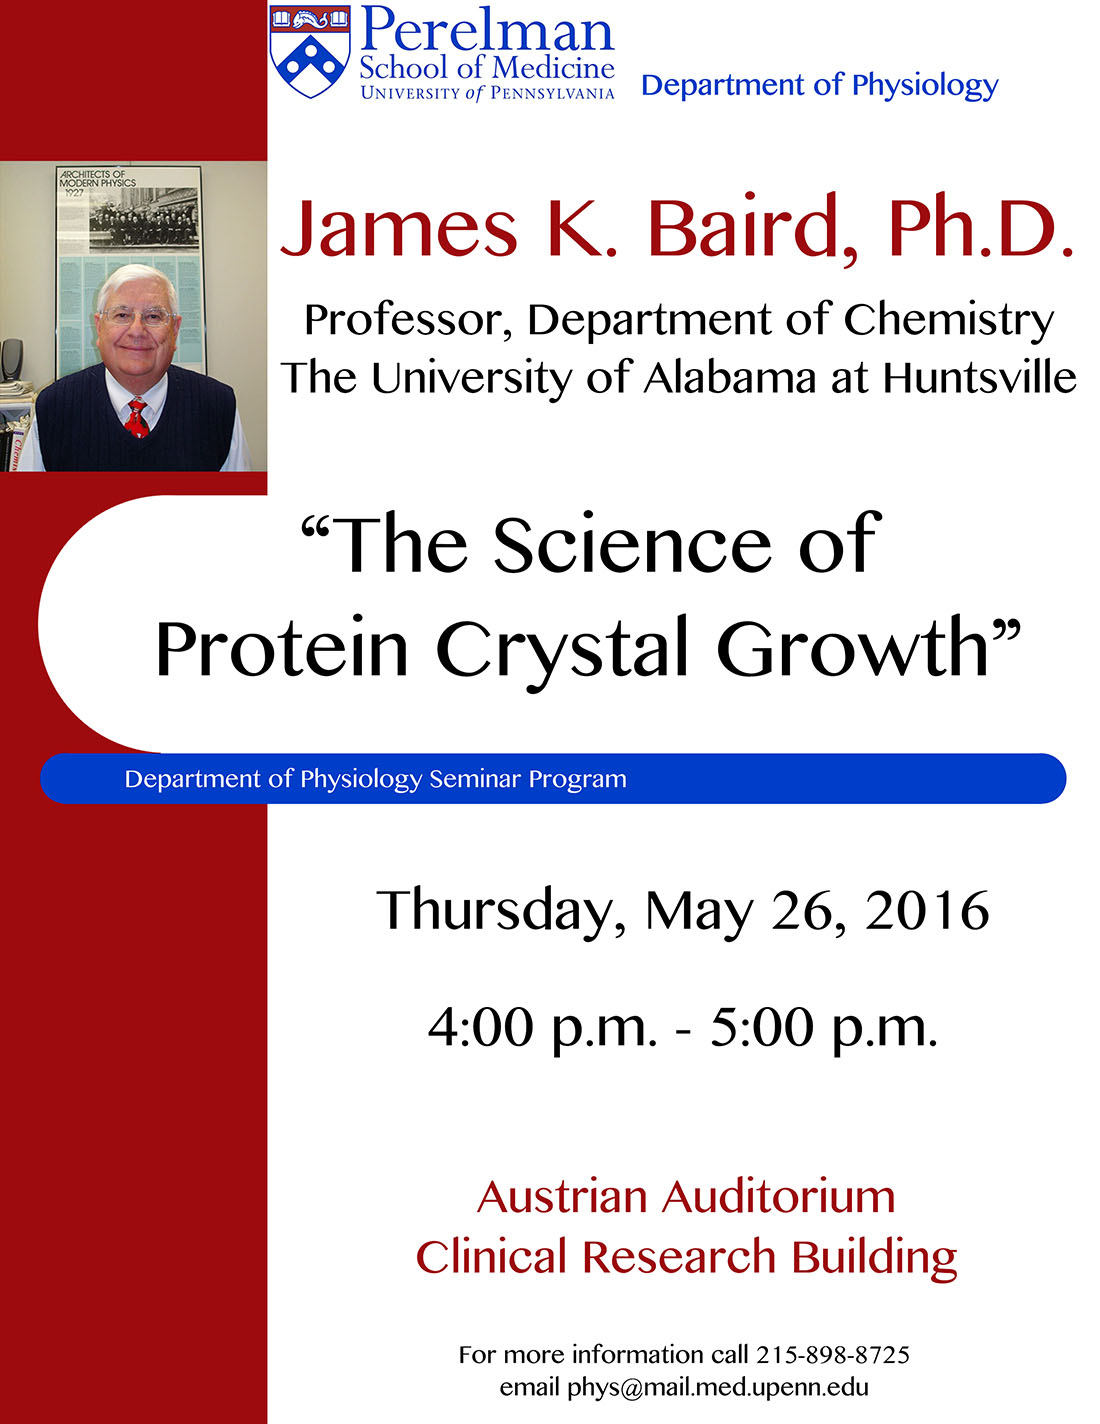 Perelman
School of Medicine
UNIVERSITY of PENNSYLVANIA
Department of Physiology
ARCHITECTS OF
MODERN PHYSICS
1927
James K. Baird, Ph.D.
Professor, Department of Chemistry
The University of Alabama at Huntsville
“The Science of
Protein Crystal Growth”
Department of Physiology Seminar Program
Thursday, May 26, 2016
4:00 p.m. - 5:00 p.m.
Austrian Auditorium
Clinical Research Building
For more information call 215-898-8725
email phys@mail.med.upenn.edu